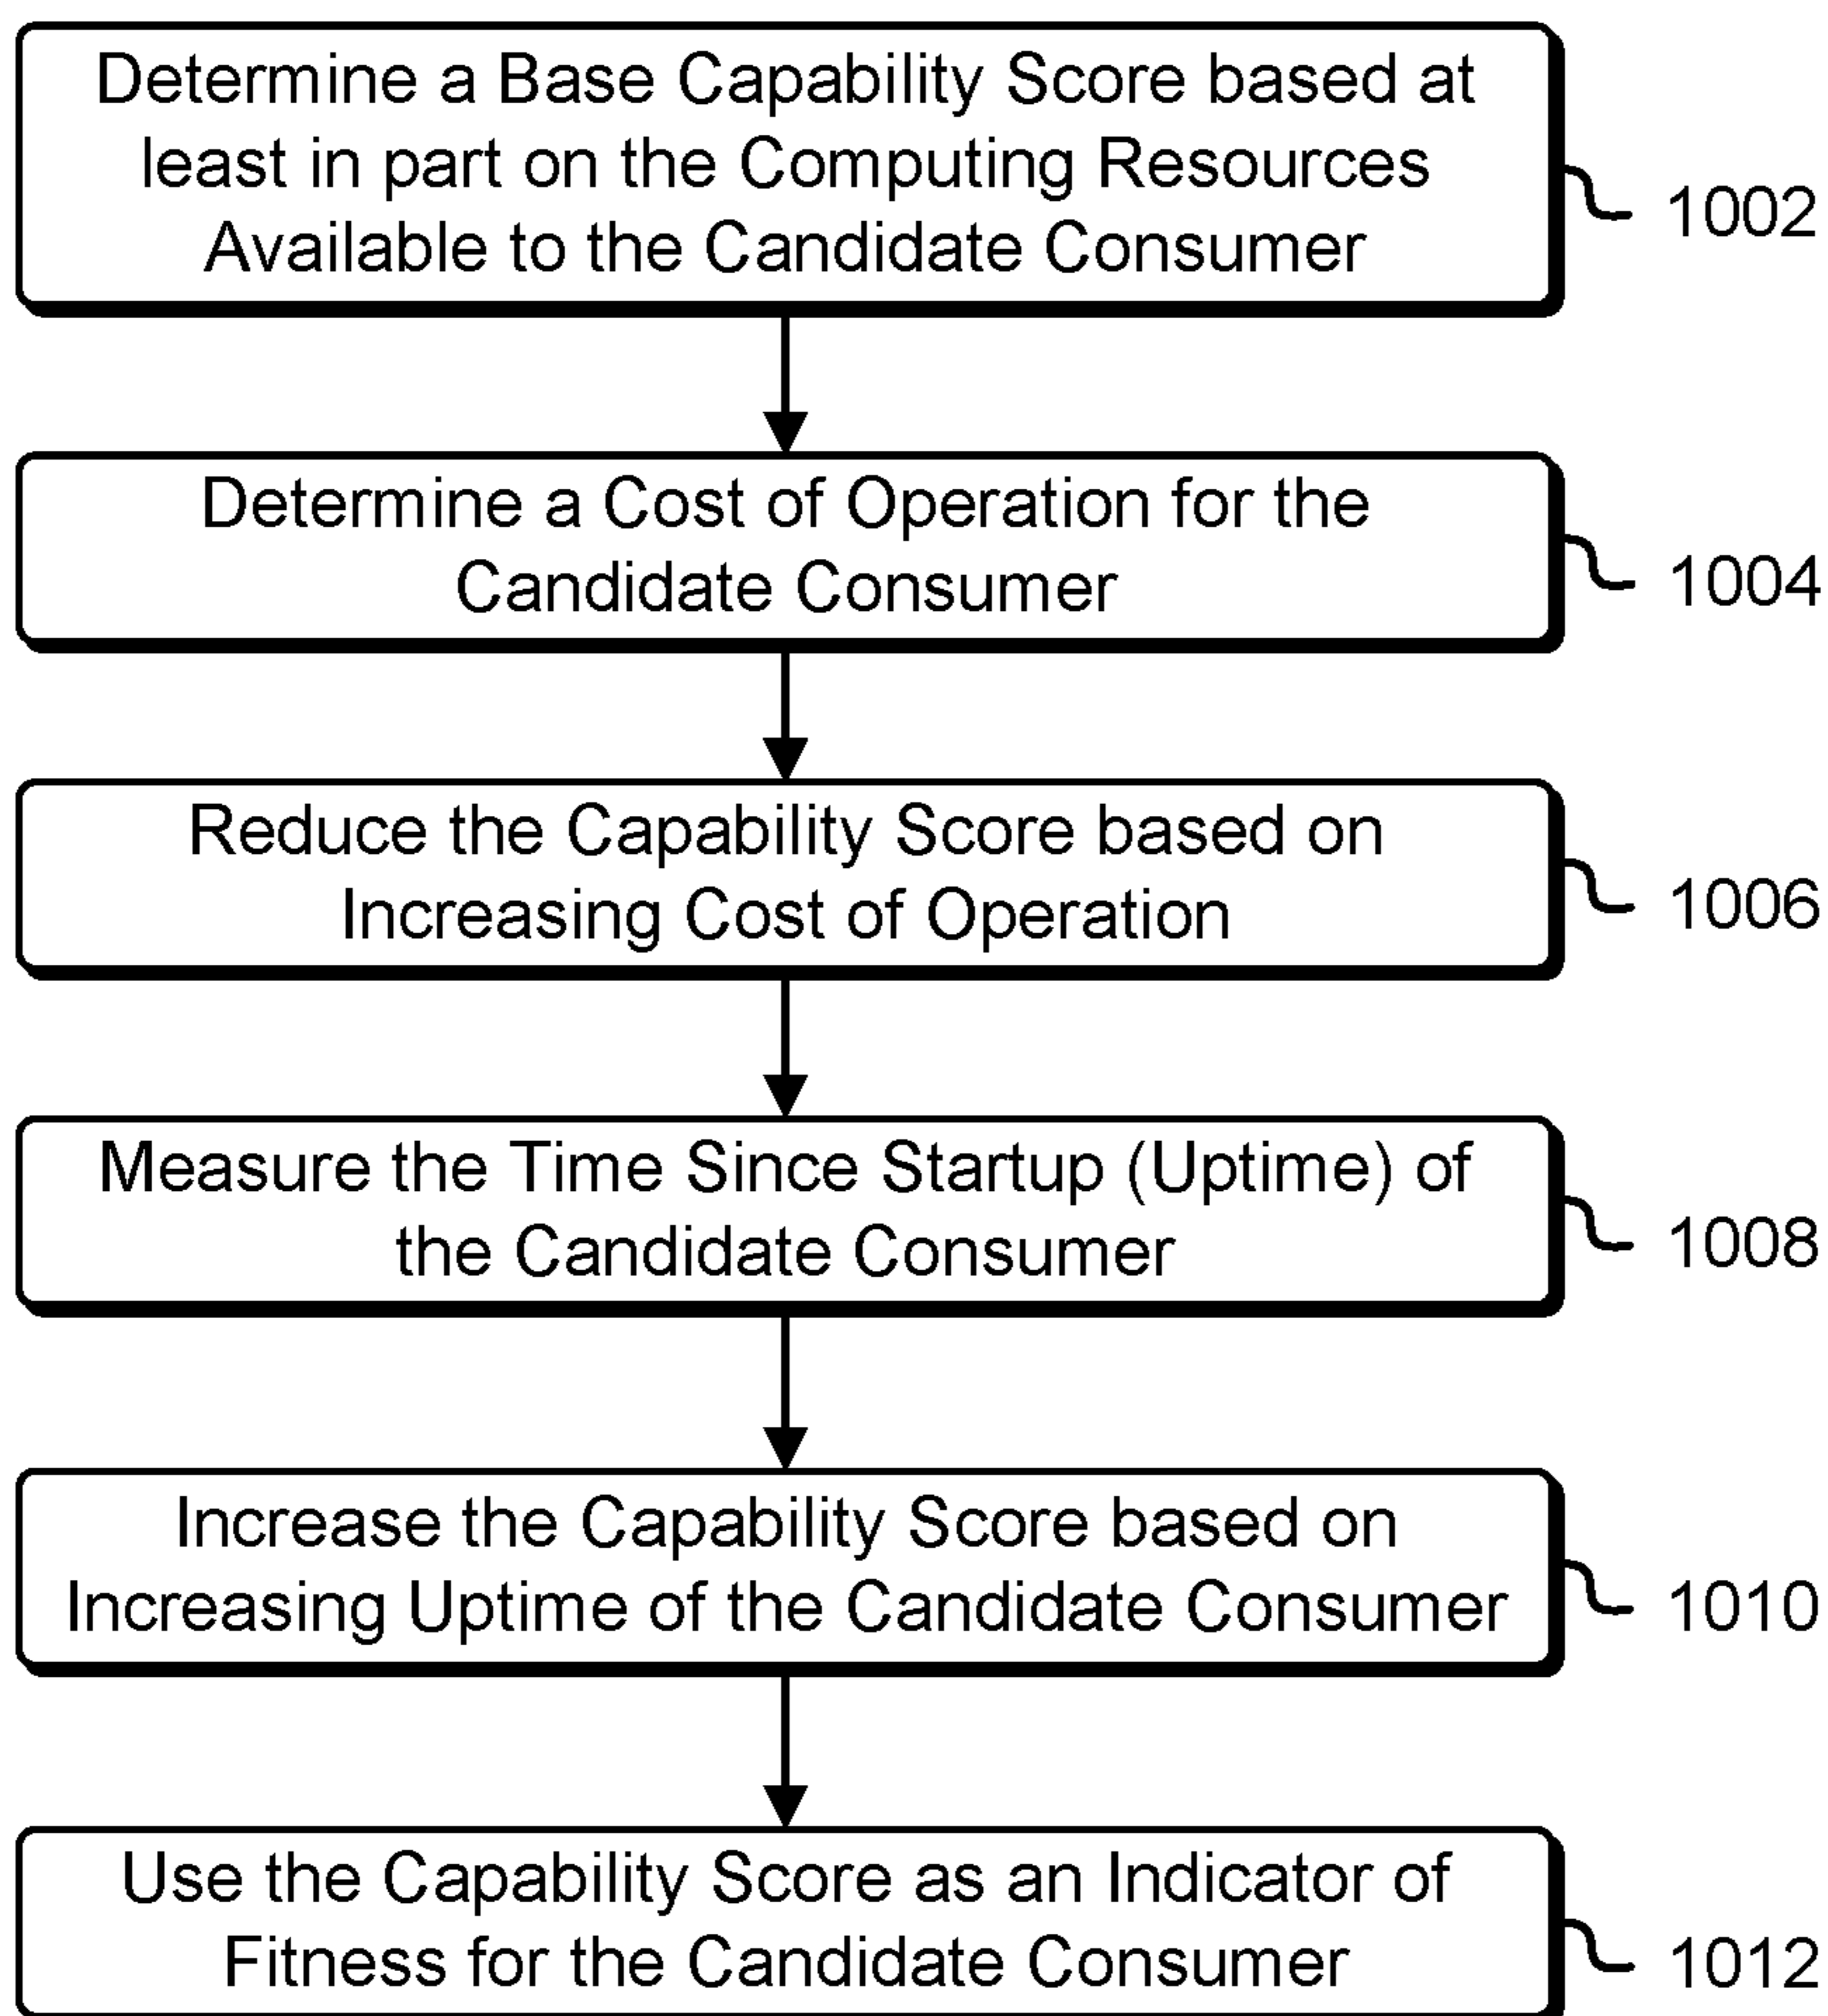 Determine a Base Capability Score based at
least in part on the Computing Resources
Available to the Candidate Consumer
1002
Determine a Cost of Operation for the
Candidate Consumer
1004
Reduce the Capability Score based on
Increasing Cost of Operation
1006
Measure the Time Since Startup (Uptime) of
the Candidate Consumer
1008
Increase the Capability Score based on
Increasing Uptime of the Candidate Consumer
1010
Use the Capability Score as an Indicator of
Fitness for the Candidate Consumer
1012